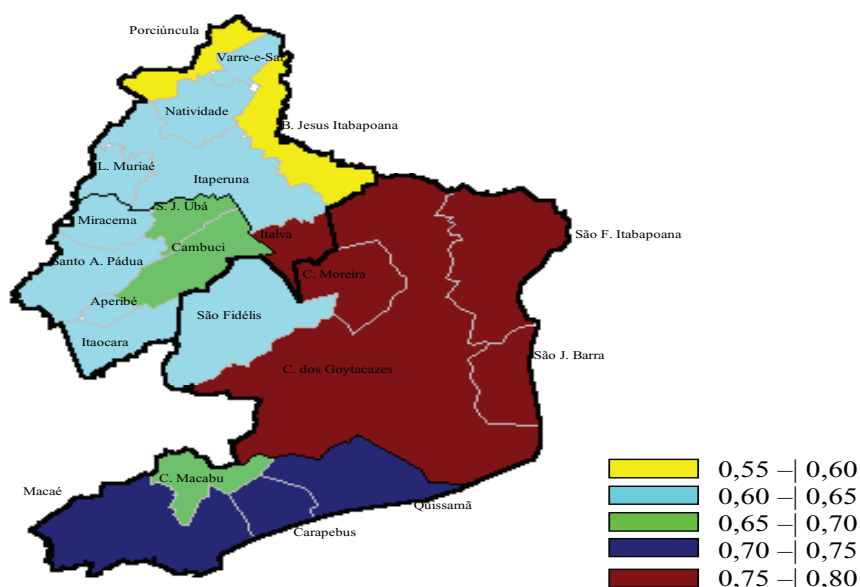 Porciúncula
Varre-e-Sai
Natividade
B. Jesus Itabapoana
L. Muriaé
Itaperuna
S. J. Ubá
Miracema
Italva
São F. Itabapoana
Cambuci
Santo A. Pádua
C. Moreira
Aperibé
São Fidélis
Itaocara
São J. Barra
C. dos Goytacazes
C. Macabu
Macaé
Quissamã
Carapebus
0,55 –| 0,60
0,60 –| 0,65
0,65 –| 0,70
0,70 –| 0,75
0,75 –| 0,80